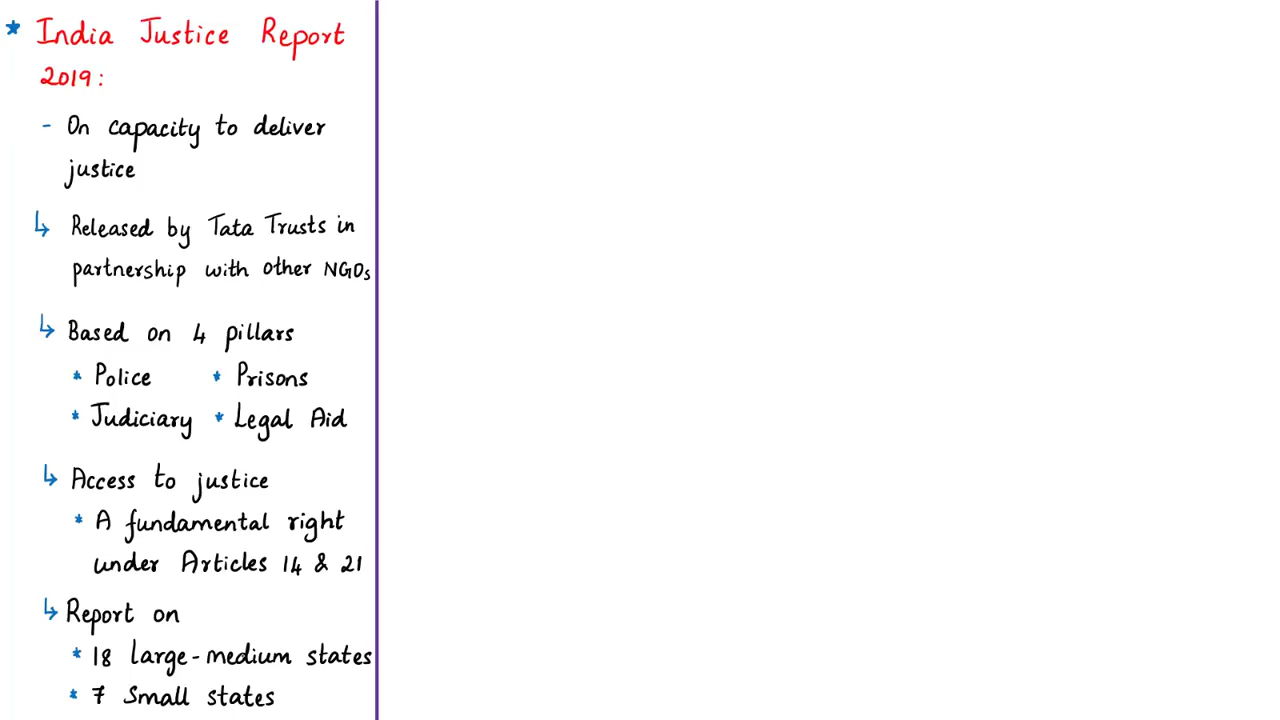 * India Justice Report
2019:
- On capacity to deliver
justice
↳ Released by Tata Trusts in
partnership with other NGOs
↳ Based on 4 pillars
* Police * Prisons
* Judiciary * Legal Aid
↳ Access to justice
* A fundamental right
under Articles 14 & 21
↳ Report on
* 18 large-medium states
* 7 Small states